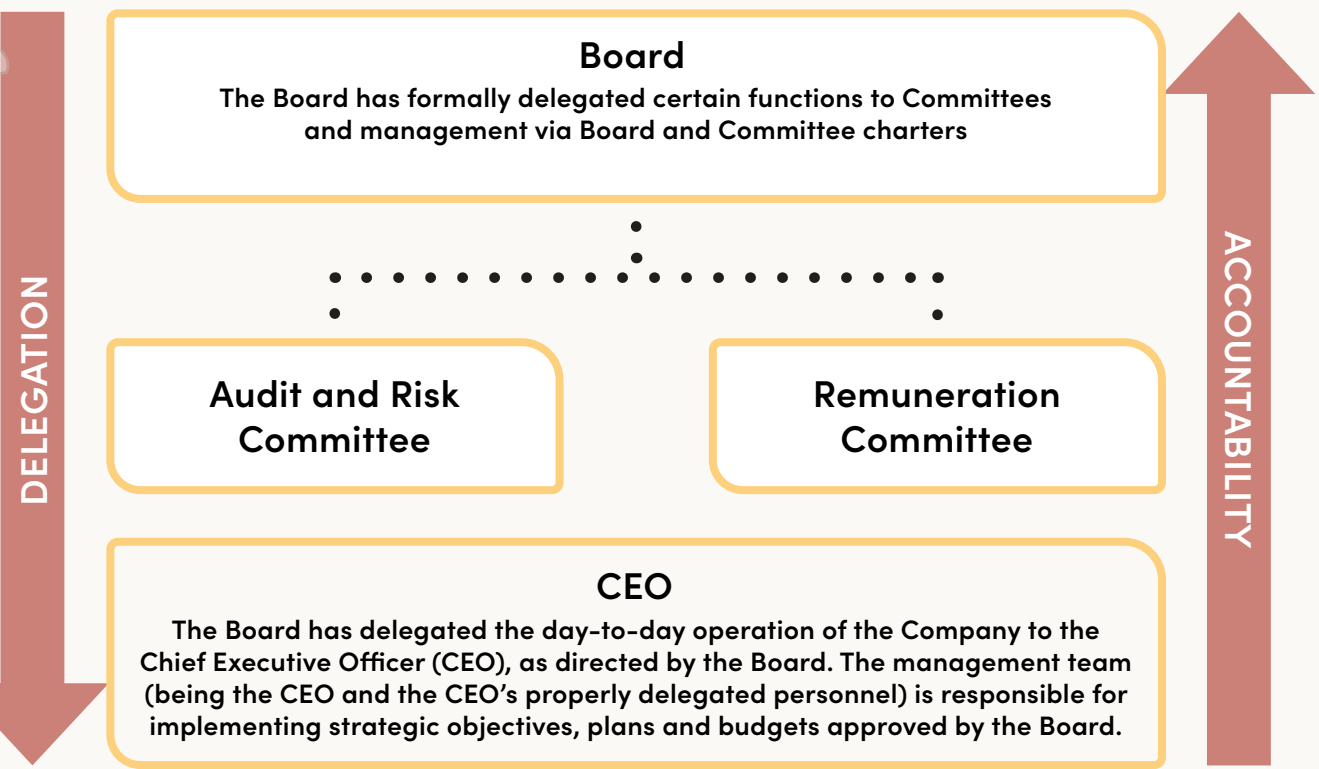 Board
The Board has formally delegated certain functions to Committees
and management via Board and Committee charters
DELEGATION
ACCOUNTABILITY
Audit and Risk
Committee
Remuneration
Committee
CEO
The Board has delegated the day-to-day operation of the Company to the
Chief Executive Officer (CEO), as directed by the Board. The management team
(being the CEO and the CEO’s properly delegated personnel) is responsible for
implementing strategic objectives, plans and budgets approved by the Board.